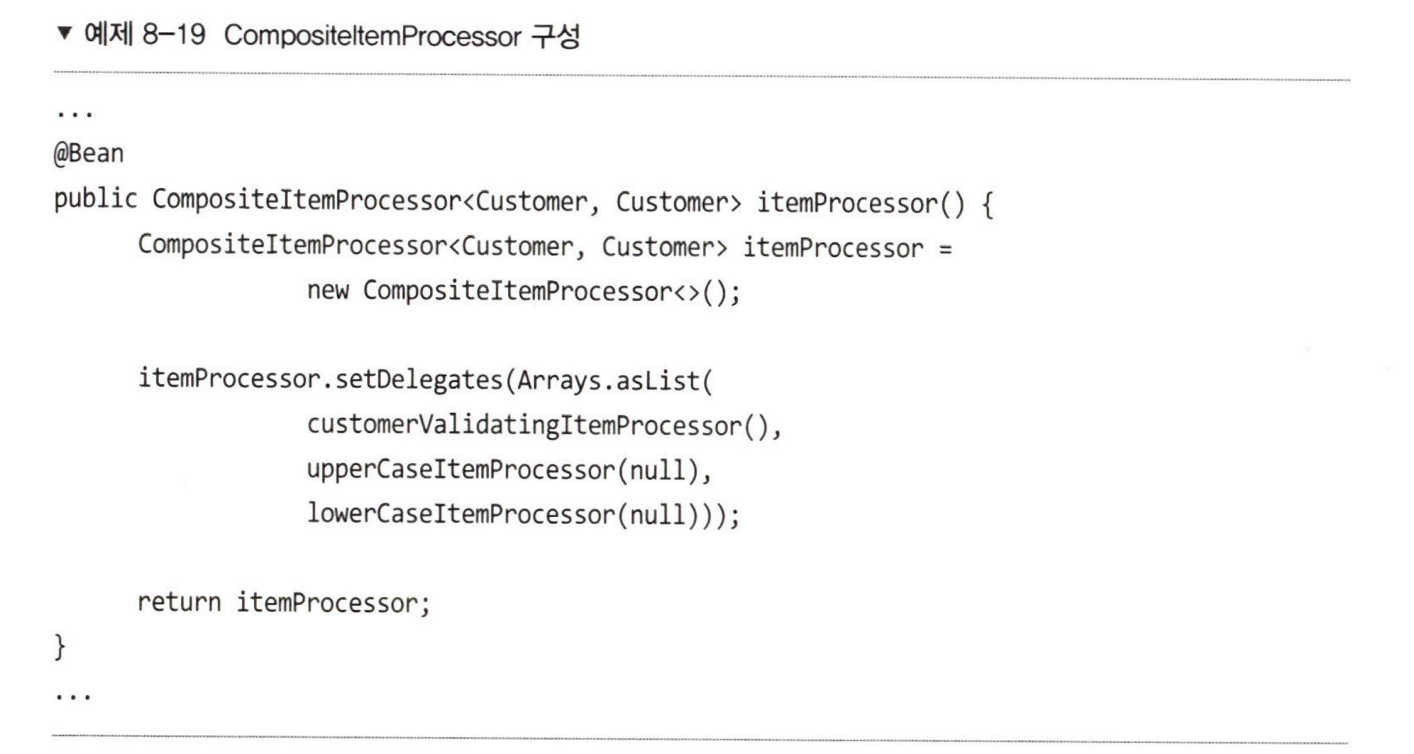 ▼ 예제 8-19 CompositeItemProcessor 구성
...
@Bean
public CompositeItemProcessor<Customer, Customer> itemProcessor() {
CompositeItemProcessor<Customer, Customer> itemProcessor =
new CompositeItemProcessor<>();
itemProcessor.setDelegates(Arrays.asList(
customerValidatingItemProcessor(),
upperCaseItemProcessor(null),
lowerCaseItemProcessor(null)));
return itemProcessor;
}
...